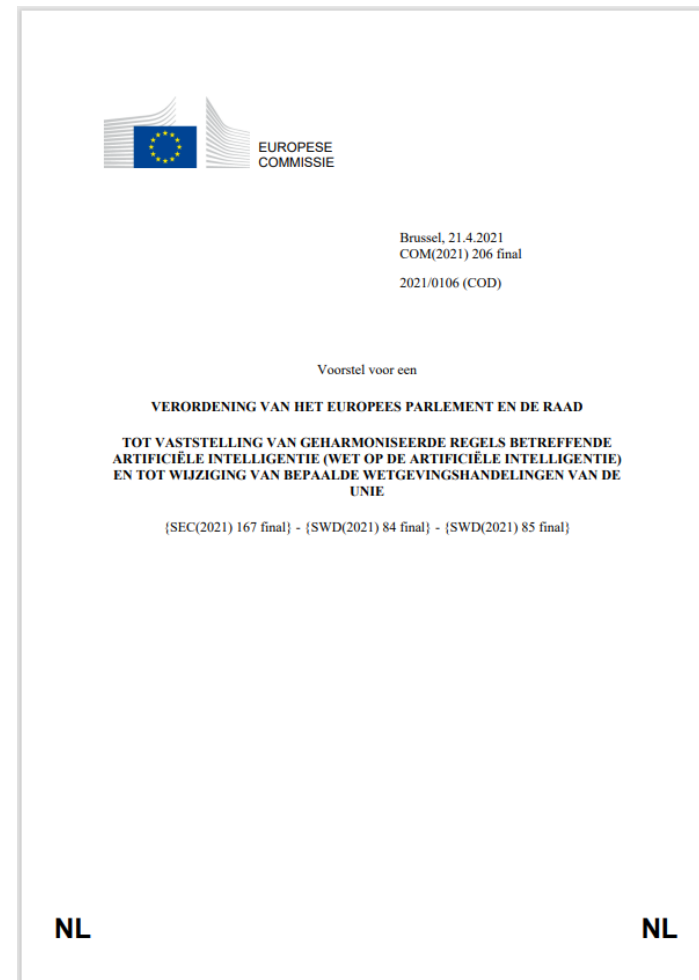 EUROPESE
COMMISSIE
Brussel, 21.4.2021
COM(2021) 206 final
2021/0106 (COD)
Voorstel voor een
VERORDENING VAN HET EUROPEES PARLEMENT EN DE RAAD
TOT VASTSTELLING VAN GEHARMONISEERDE REGELS BETREFFENDE
ARTIFICIËLE INTELLIGENTIE (WET OP DE ARTIFICIËLE INTELLIGENTIE)
EN TOT WIJZIGING VAN BEPAALDE WETGEVINGSHANDELINGEN VAN DE
UNIE
{SEC(2021) 167 final} - {SWD(2021) 84 final} - {SWD(2021) 85 final}
NL NL